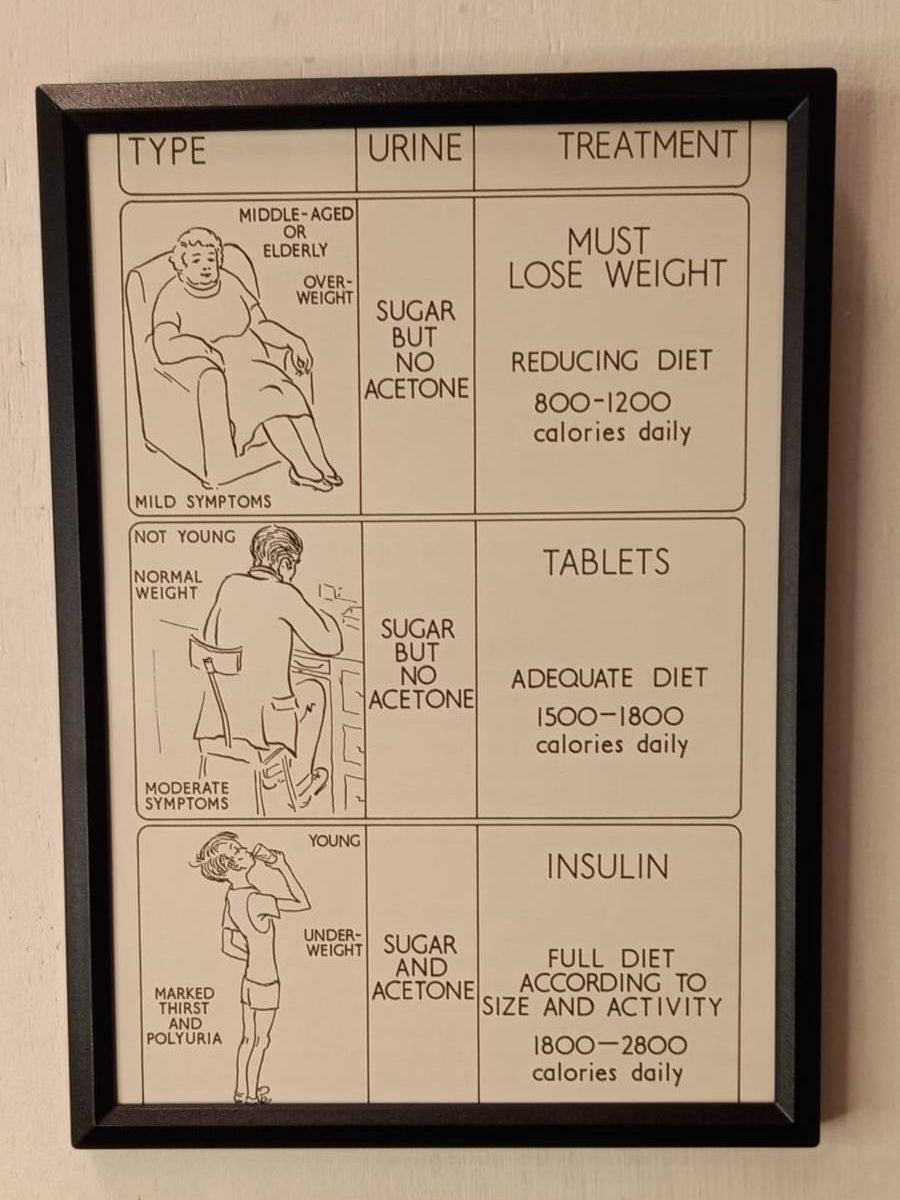 TYPE
URINE
TREATMENT
MIDDLE-AGED
OR
ELDERLY
OVER-
WEIGHT
MILD SYMPTOMS
SUGAR
BUT
NO
ACETONE
MUST
LOSE WEIGHT
REDUCING DIET
800-1200
calories daily
NOT YOUNG
NORMAL
WEIGHT
MODERATE
SYMPTOMS
SUGAR
BUT
NO
ACETONE
TABLETS
ADEQUATE DIET
1500-1800
calories daily
YOUNG
UNDER-
WEIGHT
MARKED
THIRST
AND
POLYURIA
SUGAR
AND
ACETONE
INSULIN
FULL DIET
ACCORDING TO
SIZE AND ACTIVITY
1800-2800
calories daily